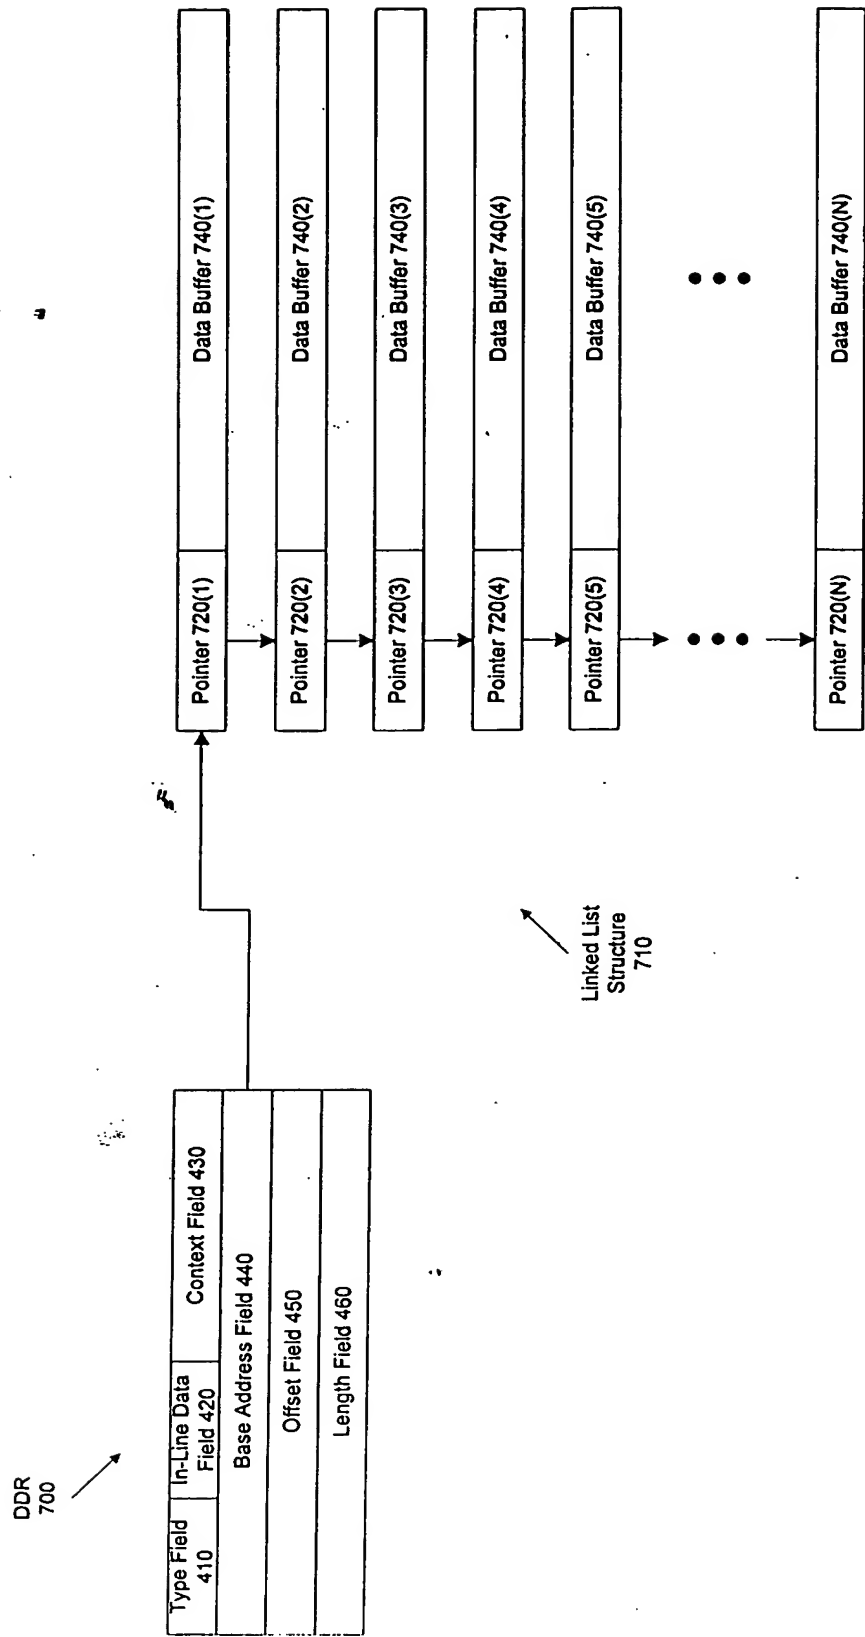 DDR
700
Type Field
410
In-Line Data
Field 420
Context Field 430
Base Address Field 440
Offset Field 450
Length Field 460
Linked List
Structure
710
Pointer 720(1)
Data Buffer 740(1)
Pointer 720(2)
Data Buffer 740(2)
Pointer 720(3)
Data Buffer 740(3)
Pointer 720(4)
Data Buffer 740(4)
Pointer 720(5)
Data Buffer 740(5)
Pointer 720(N)
Data Buffer 740(N)